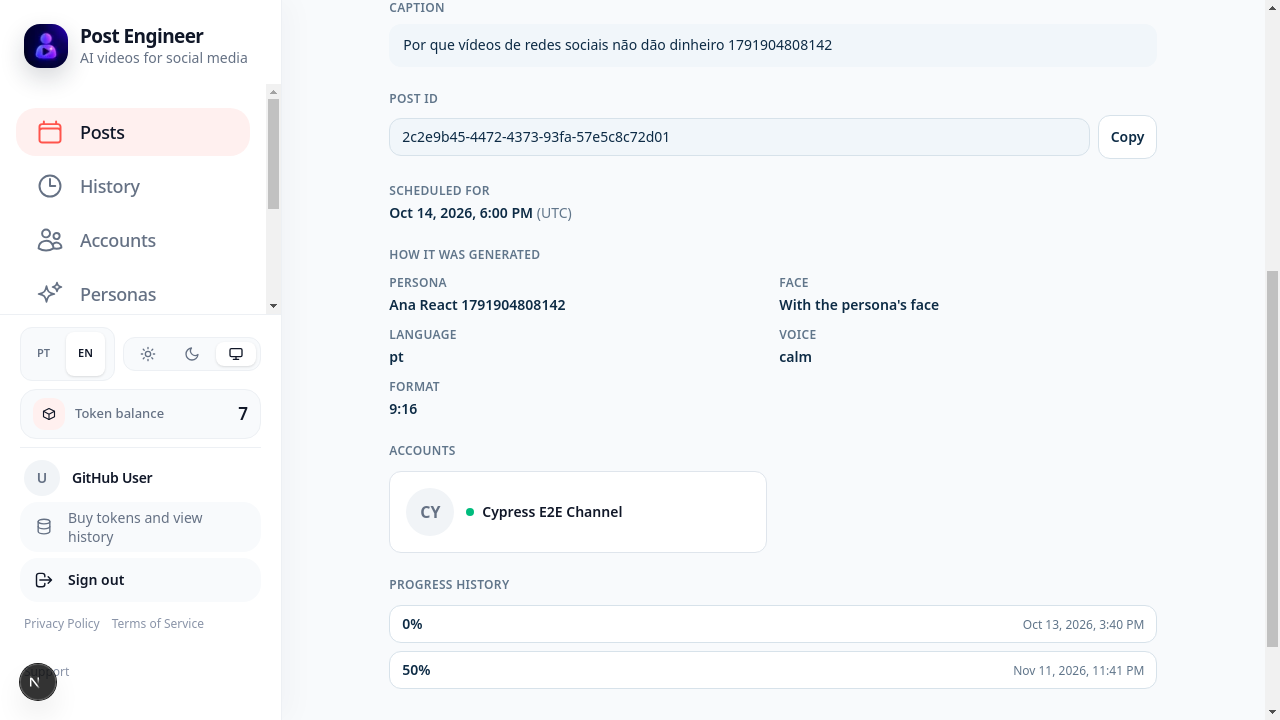 Post Engineer
AI videos for social media
Posts
History
Accounts
Personas
PT
EN
Token balance
7
U
GitHub User
Buy tokens and view
history
Sign out
Privacy Policy
Terms of Service
Support
N
CAPTION
Por que vídeos de redes sociais não dão dinheiro 1791904808142
POST ID
2c2e9b45-4472-4373-93fa-57e5c8c72d01
Copy
SCHEDULED FOR
Oct 14, 2026, 6:00 PM (UTC)
HOW IT WAS GENERATED
PERSONA
Ana React 1791904808142
FACE
With the persona's face
LANGUAGE
pt
VOICE
calm
FORMAT
9:16
ACCOUNTS
CY
Cypress E2E Channel
PROGRESS HISTORY
0%
Oct 13, 2026, 3:40 PM
50%
Nov 11, 2026, 11:41 PM